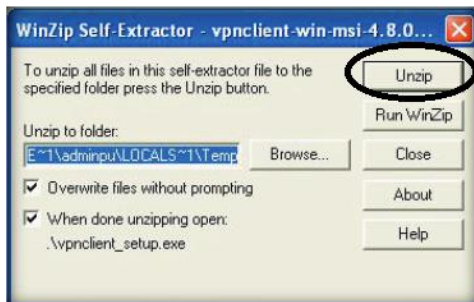 WinZip Self-Extractor - vpnclient-win-msi-4.8.0...
To unzip all files in this self-extractor file to the
specified folder press the Unzip button.
Unzip to folder:
E~1\adminpu\LOCALS~1\Temp
Browse...
Overwrite files without prompting
When done unzipping open:
.\vpnclient_setup.exe
Unzip
Run WinZip
Close
About
Help